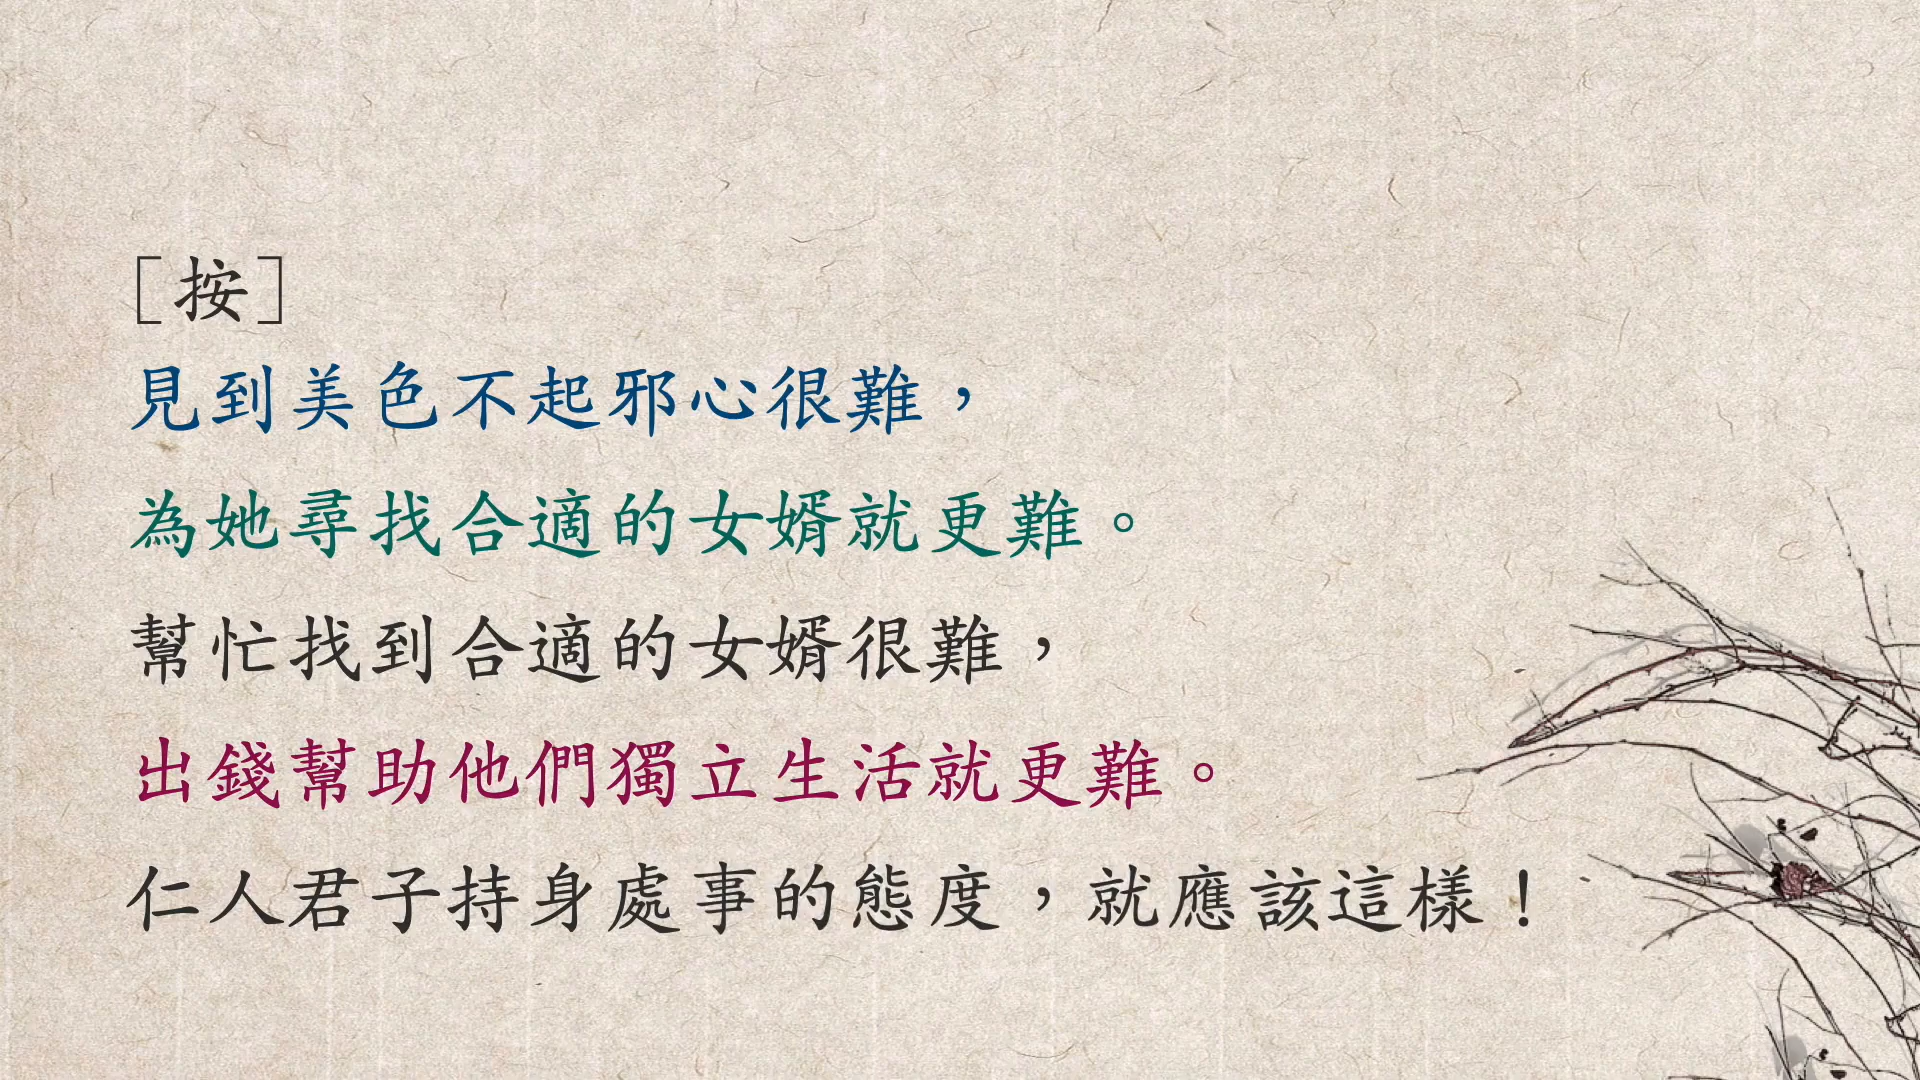 [按]
見到美色不起邪心很難，
為她尋找合適的女婿就更難。
幫忙找到合適的女婿很難，
出錢幫助他們獨立生活就更難。
仁人君子持身處事的態度，就應該這樣！